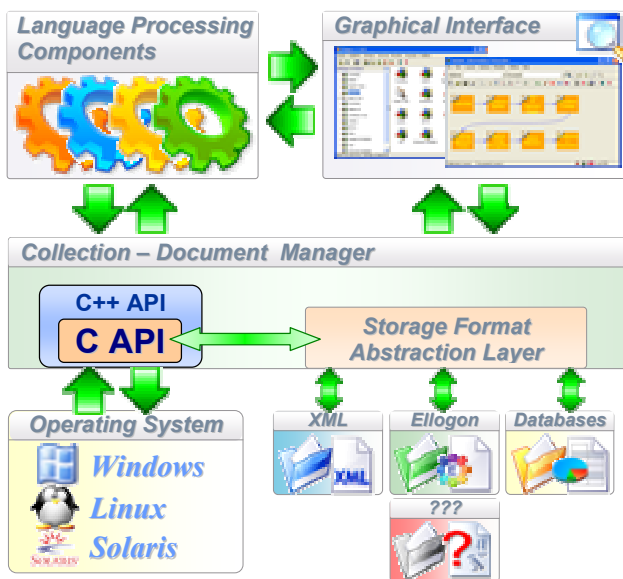 Language Processing
Components
Graphical Interface
Collection – Document Manager
C++ API
C API
Storage Format
Abstraction Layer
Operating System
Windows
Linux
Solaris
SOLARIS
XML
XML
Ellogon
Databases
???
?